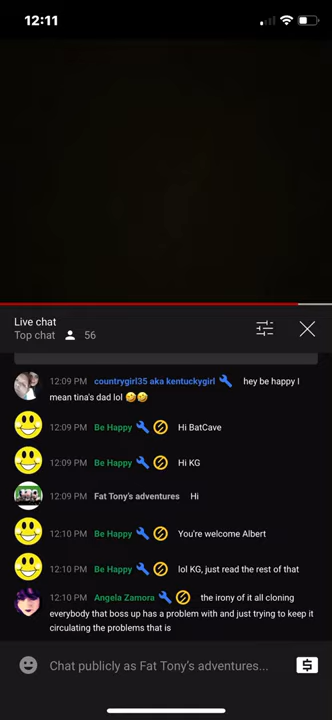 12:11
Live chat
Top chat 56
12:09 PM countrygirl35 aka kentuckygirl hey be happy I
mean tina's dad lol 🤣🤣
12:09 PM Be Happy Hi BatCave
12:09 PM Be Happy Hi KG
12:09 PM Fat Tony's adventures Hi
12:10 PM Be Happy You're welcome Albert
12:10 PM Be Happy lol KG, just read the rest of that
12:10 PM Angela Zamora the irony of it all cloning
everybody that boss up has a problem with and just trying to keep it
circulating the problems that is
Chat publicly as Fat Tony's adventures...